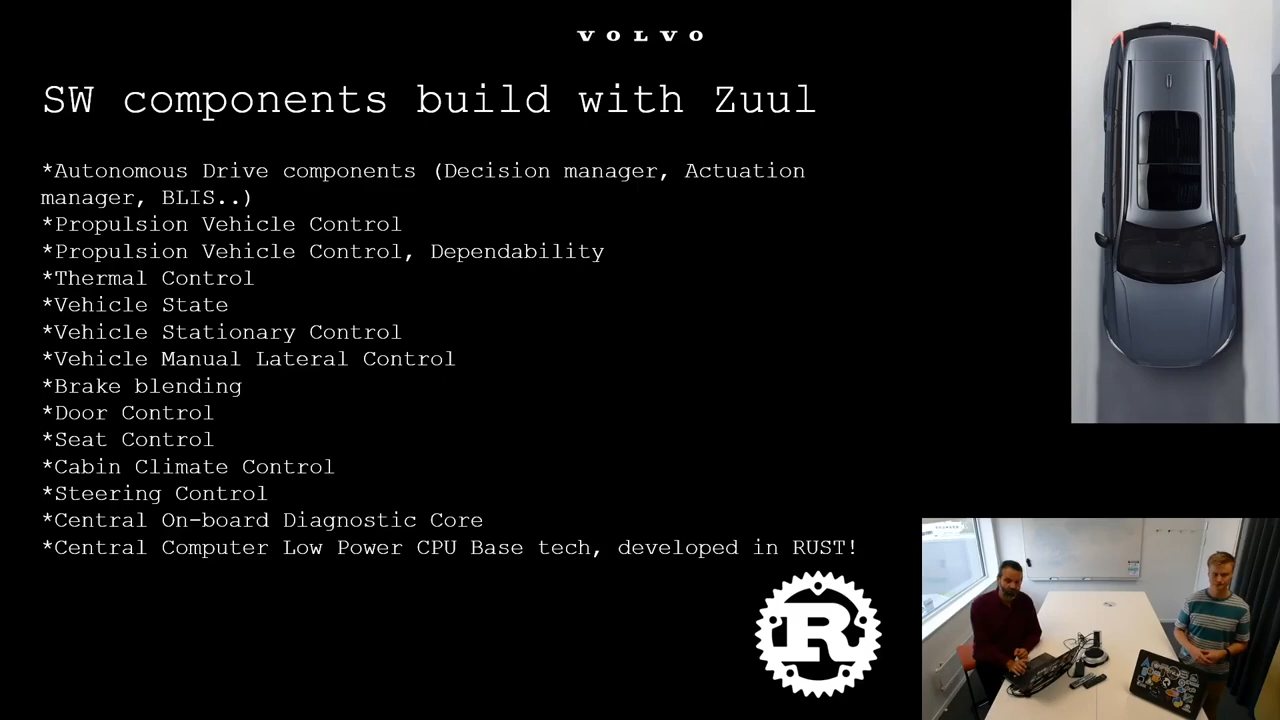 VOLVO
SW components build with Zuul
*Autonomous Drive components (Decision manager, Actuation
manager, BLIS..)
*Propulsion Vehicle Control
*Propulsion Vehicle Control, Dependability
*Thermal Control
*Vehicle State
*Vehicle Stationary Control
*Vehicle Manual Lateral Control
*Brake blending
*Door Control
*Seat Control
*Cabin Climate Control
*Steering Control
*Central On-board Diagnostic Core
*Central Computer Low Power CPU Base tech, developed in RUST!
R